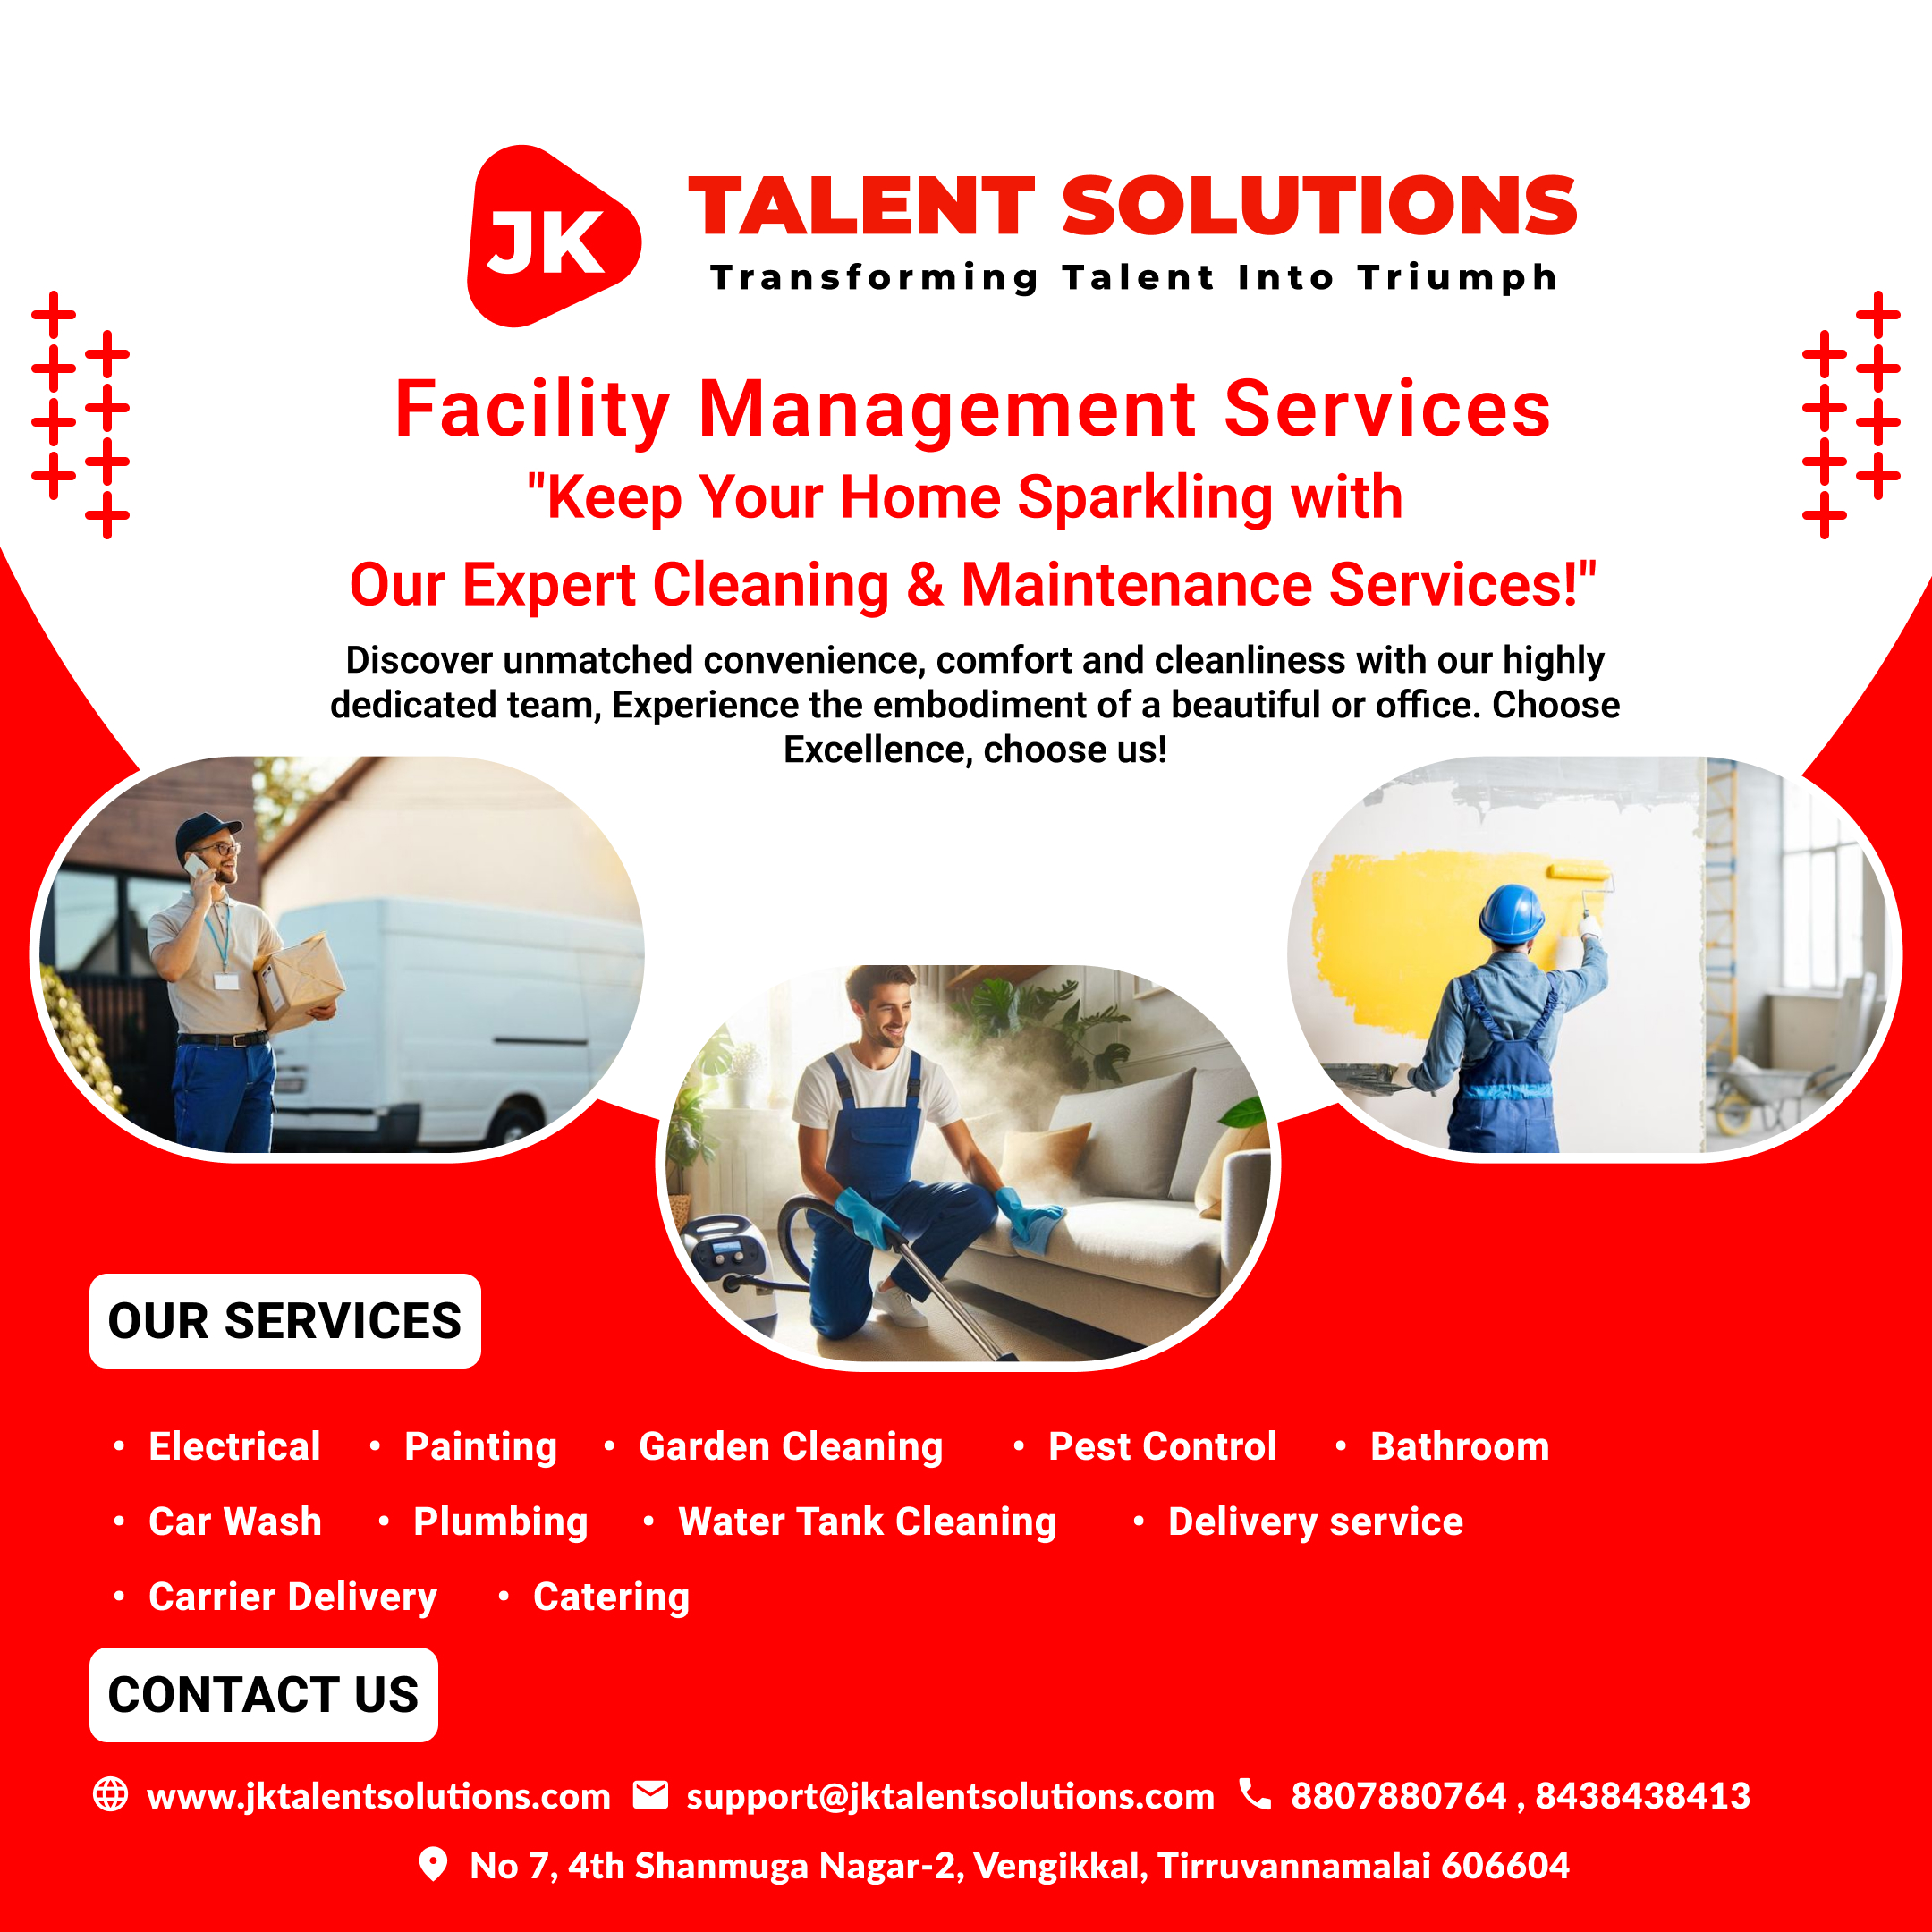 JK
TALENT SOLUTIONS
Transforming Talent Into Triumph
Facility Management Services
"Keep Your Home Sparkling with
Our Expert Cleaning & Maintenance Services!"
Discover unmatched convenience, comfort and cleanliness with our highly
dedicated team, Experience the embodiment of a beautiful or office. Choose
Excellence, choose us!
OUR SERVICES
• Electrical • Painting • Garden Cleaning • Pest Control • Bathroom
• Car Wash • Plumbing • Water Tank Cleaning • Delivery service
• Carrier Delivery • Catering
CONTACT US
www.jktalentsolutions.com support@jktalentsolutions.com 8807880764 , 8438438413
No 7, 4th Shanmuga Nagar-2, Vengikkal, Tirruvannamalai 606604